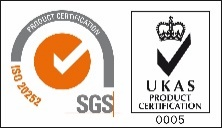 PRODUCT CERTIFICATION
ISO 20252
SGS
UKAS
PRODUCT
CERTIFICATION
0005